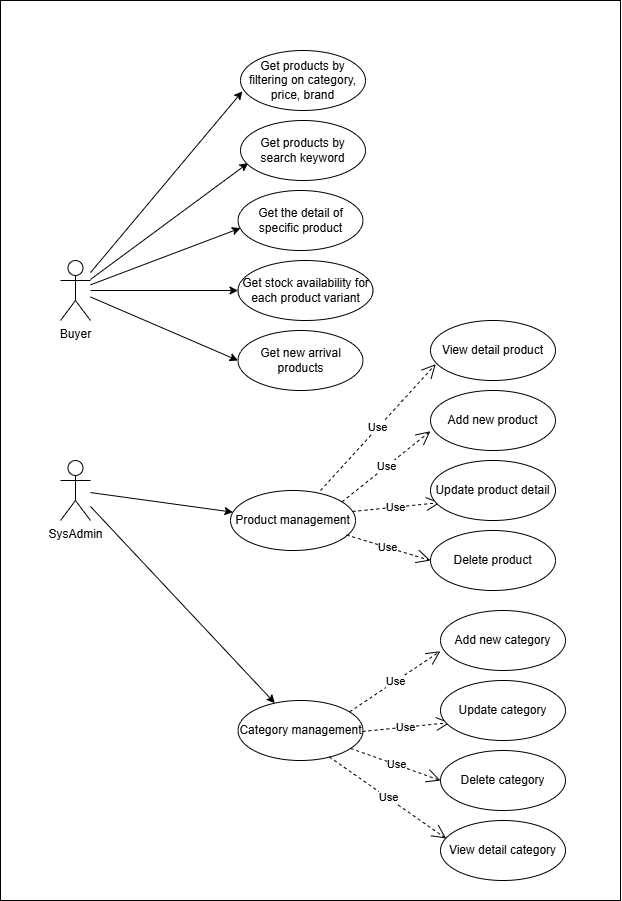 Get products by
filtering on category,
price, brand
Get products by
search keyword
Get the detail of
specific product
Get stock availability for
each product variant
Buyer
Get new arrival
products
View detail product
Use
Add new product
Use
SysAdmin
Product management
Update product detail
Use
Use
Delete product
Add new category
Use
Category management
Update category
Use
Use
Delete category
Use
View detail category